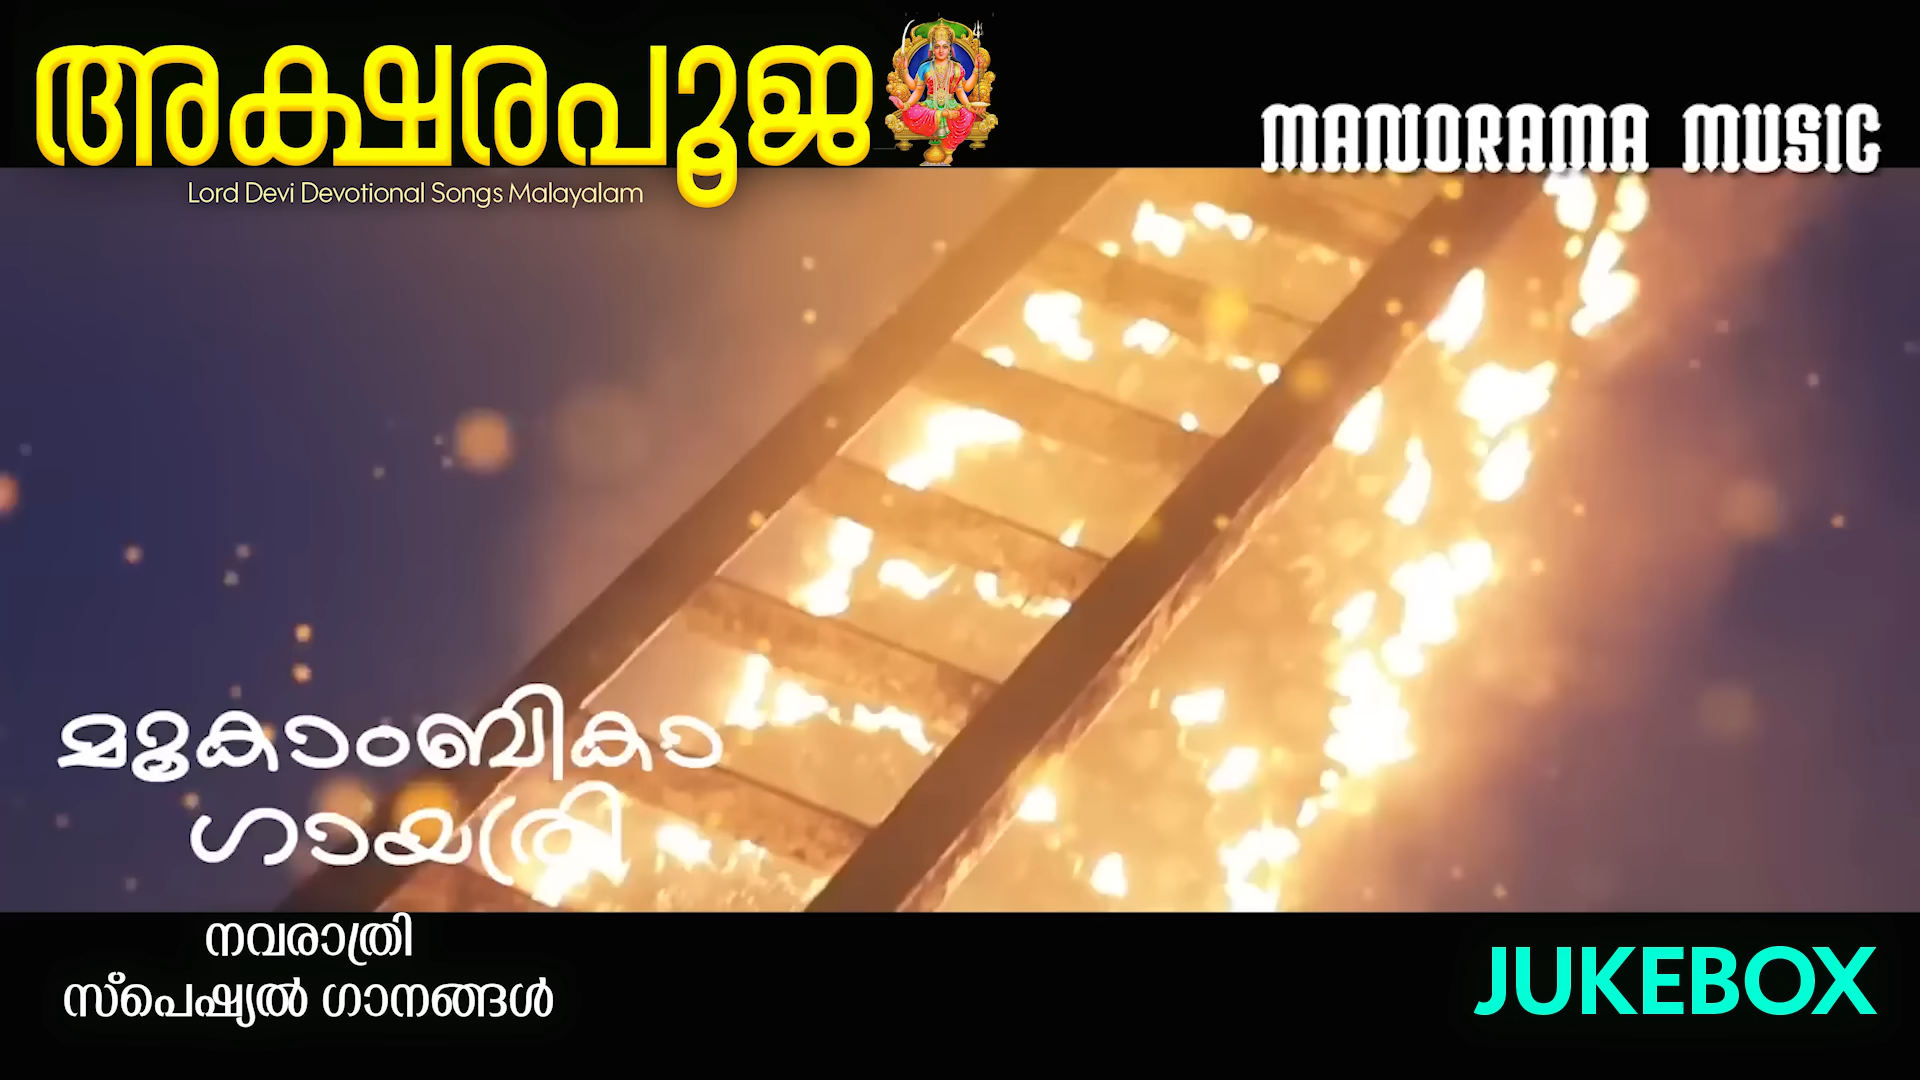 അക്ഷരപൂജ
Lord Devi Devotional Songs Malayalam
MANORAMA MUSIC
മൂകാംബികാ
ഗായത്രി
നവരാത്രി
സ്പെഷ്യൽ ഗാനങ്ങൾ
JUKEBOX